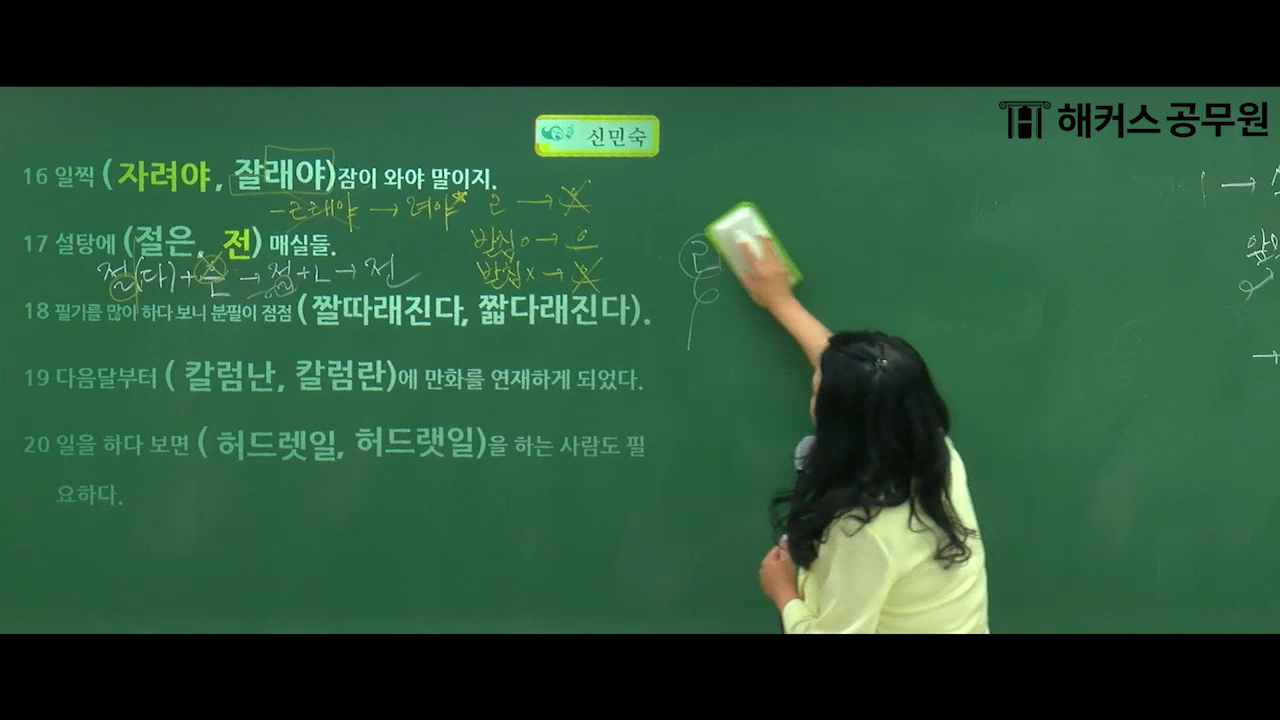 해커스공무원
신민숙
16 일찍 (자려야, 잘래야)잠이 와야 말이지.
-ㄹ래야 → 려야 ㄹ → 으
17 설탕에 (절은, 전) 매실들.
받침 o → 으
절(다) + 은 → 절+ㄴ → 전
받침 x → 으
18 필기를 많이 하다 보니 분필이 점점 (짤따래진다, 짧다래진다).
19 다음달부터 ( 칼럼난, 칼럼란)에 만화를 연재하게 되었다.
20 일을 하다 보면 ( 허드렛일, 허드랫일)을 하는 사람도 필
요하다.